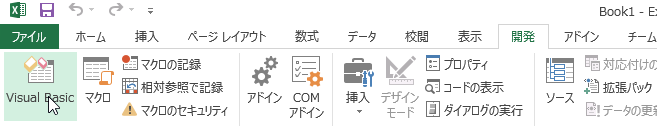 Book1 - E
ファイル ホーム 挿入 ページ レイアウト 数式 データ 校閲 表示 開発 アドイン チーム
Visual Basic
マクロ
マクロの記録
相対参照で記録
マクロのセキュリティ
アドイン
COM
アドイン
挿入
デザイン
モード
プロパティ
コードの表示
ダイアログの実行
ソース
対応付けの
拡張パック
データの更